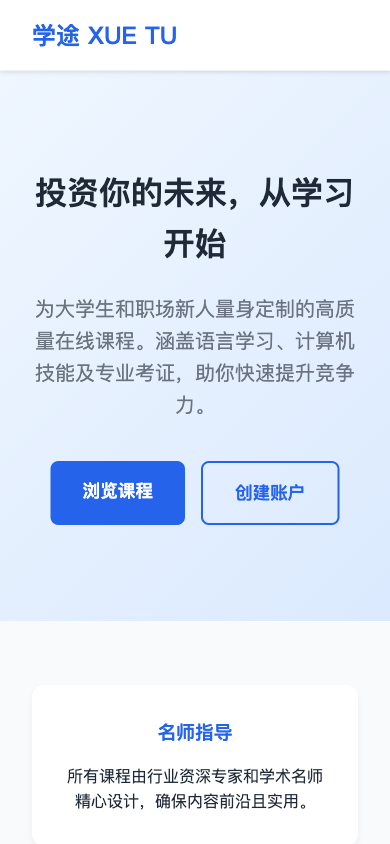 学途 XUE TU
投资你的未来，从学习
开始
为大学生和职场新人量身定制的高质
量在线课程。涵盖语言学习、计算机
技能及专业考证，助你快速提升竞争
力。
浏览课程
创建账户
名师指导
所有课程由行业资深专家和学术名师
精心设计，确保内容前沿且实用。